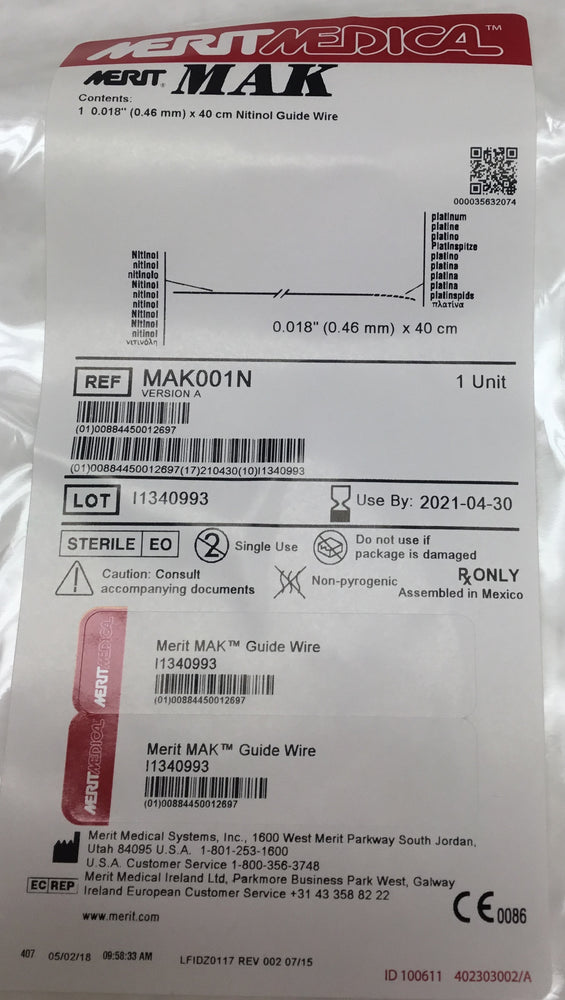 MERITMEDICAL™
MERIT® MAK
Contents:
1 0.018" (0.46 mm) x 40 cm Nitinol Guide Wire
000035632074
platinum
platine
platino
Platinspitze
platino
platina
platina
platina
platinspids
πλατίνα
Nitinol
nitinol
nitinolo
Nitinol
nitinol
nitinol
Nitinol
Nitinol
nitinol
νιτινόλη
0.018" (0.46 mm) x 40 cm
REF MAK001N 1 Unit
VERSION A
(01)00884450012697
(01)00884450012697(17)210430(10)I1340993
LOT I1340993 Use By: 2021-04-30
STERILE EO 2 Single Use Do not use if
package is damaged
Caution: Consult
accompanying documents
Non-pyrogenic
Rx ONLY
Assembled in Mexico
MERITMEDICAL
Merit MAK™ Guide Wire
I1340993
(01)00884450012697
MERITMEDICAL
Merit MAK™ Guide Wire
I1340993
(01)00884450012697
Merit Medical Systems, Inc., 1600 West Merit Parkway South Jordan,
Utah 84095 U.S.A. 1-801-253-1600
U.S.A. Customer Service 1-800-356-3748
EC REP Merit Medical Ireland Ltd, Parkmore Business Park West, Galway
Ireland European Customer Service +31 43 358 82 22
www.merit.com
CE 0086
407 05/02/18 09:58:33 AM LFIDZ0117 REV 002 07/15
ID 100611 402303002/A